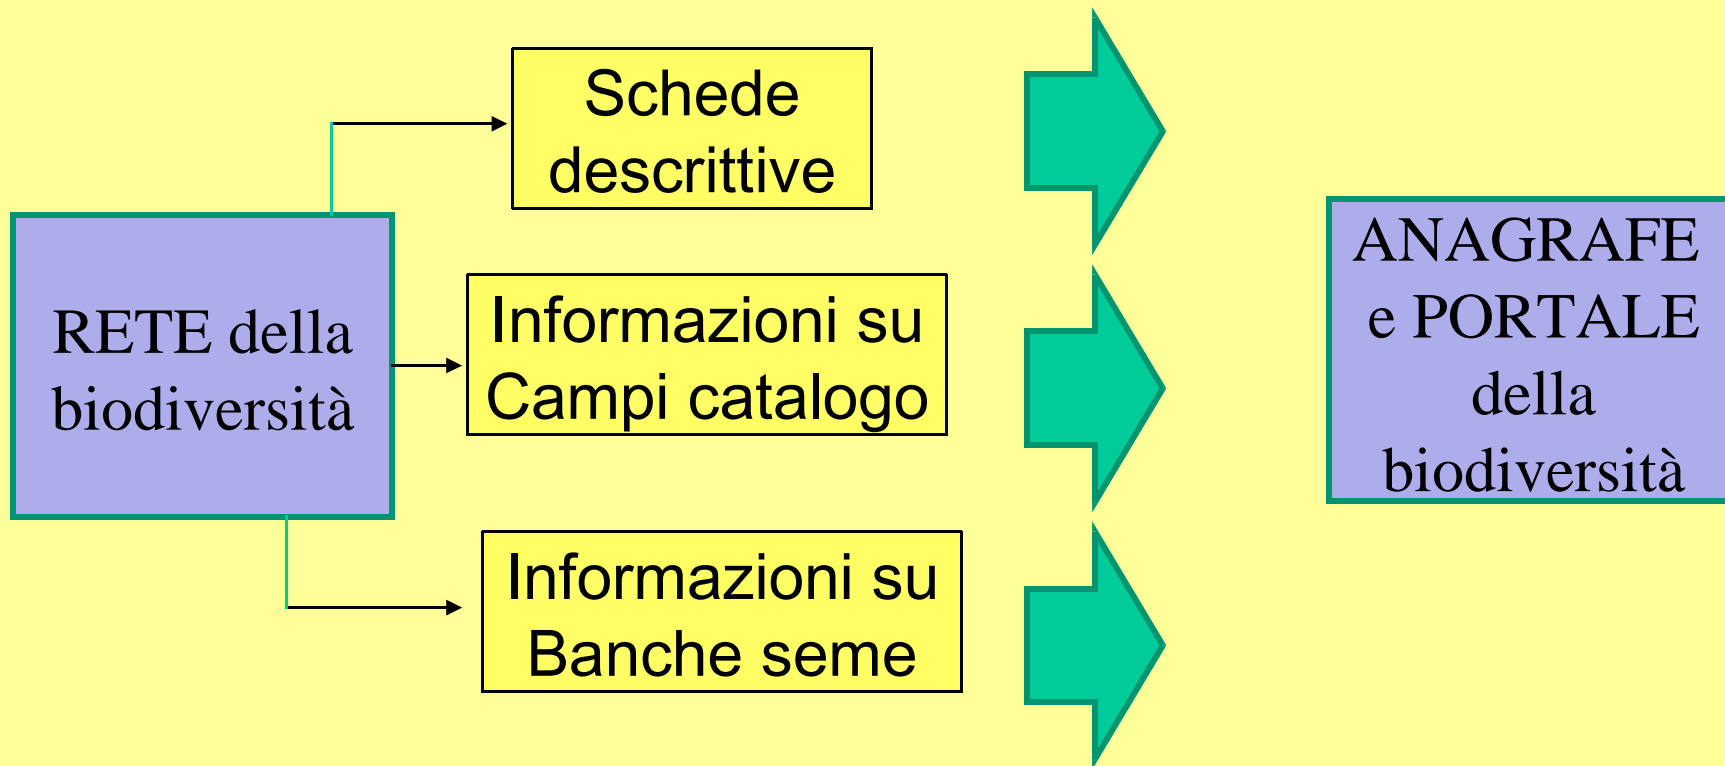 Schede
descrittive
RETE della
biodiversità
Informazioni su
Campi catalogo
Informazioni su
Banche seme
ANAGRAFE
e PORTALE
della
biodiversità